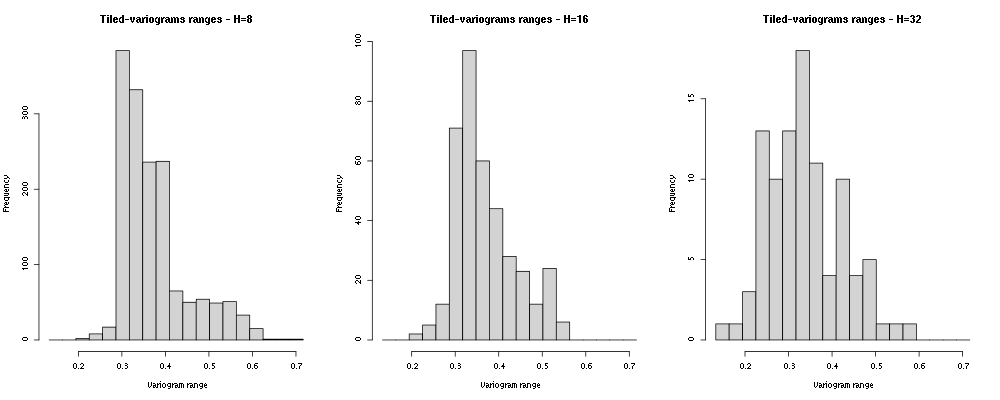 Tiled-variograms ranges - H=8
Frequency
0 100 200 300
0.2 0.3 0.4 0.5 0.6 0.7
Variogram range
Tiled-variograms ranges - H=16
Frequency
0 20 40 60 80 100
0.2 0.3 0.4 0.5 0.6 0.7
Variogram range
Tiled-variograms ranges - H=32
Frequency
0 5 10 15
0.2 0.3 0.4 0.5 0.6 0.7
Variogram range